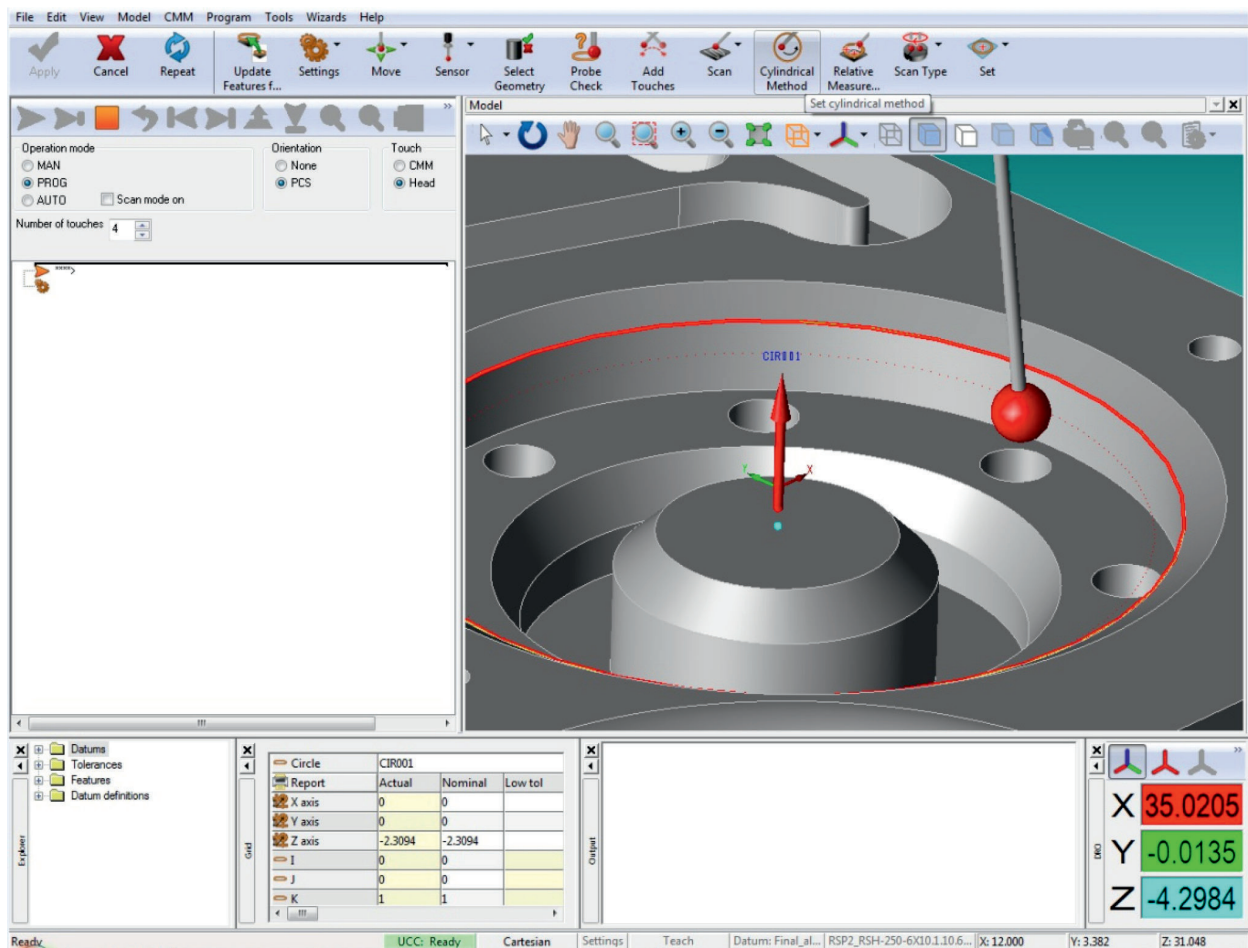 File Edit View Model CMM Program Tools Wizards Help
Apply Cancel Repeat Update Features f... Settings Move Sensor Select Geometry Probe Check Add Touches Scan Cylindrical Method Relative Measure... Scan Type Set
Model
Set cylindrical method
Operation mode Orientation Touch
MAN None CMM
PROG PCS Head
AUTO Scan mode on
Number of touches 4
CIR001
Y X
Explorer
Datums
Tolerances
Features
Datum definitions
Grid
Circle CIR001
Report Actual Nominal Low tol
X axis 0 0
Y axis 0 0
Z axis -2.3094 -2.3094
I 0 0
J 0 0
K 1 1
Output
DRO
X 35.0205
Y -0.0135
Z -4.2984
Ready UCC: Ready Cartesian Settings Teach Datum: Final_al... RSP2_RSH-250-6X10.1.10.6... X: 12.000 Y: 3.382 Z: 31.048